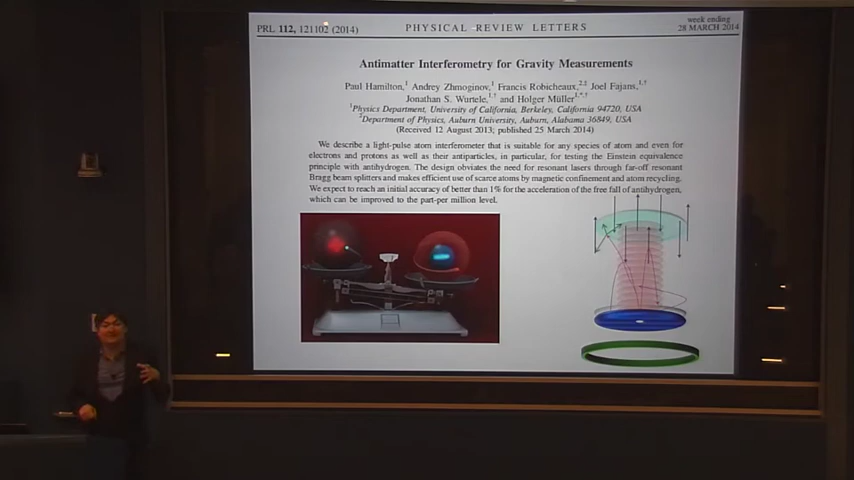 PRL 112, 121102 (2014)
PHYSICAL REVIEW LETTERS
week ending
28 MARCH 2014
Antimatter Interferometry for Gravity Measurements
Paul Hamilton,1 Andrey Zhmoginov,1 Francis Robicheaux,2,‡ Joel Fajans,1,†
Jonathan S. Wurtele,1,† and Holger Müller1,*,†
1Physics Department, University of California, Berkeley, California 94720, USA
2Department of Physics, Auburn University, Auburn, Alabama 36849, USA
(Received 12 August 2013; published 25 March 2014)
We describe a light-pulse atom interferometer that is suitable for any species of atom and even for
electrons and protons as well as their antiparticles, in particular, for testing the Einstein equivalence
principle with antihydrogen. The design obviates the need for resonant lasers through far-off resonant
Bragg beam splitters and makes efficient use of scarce atoms by magnetic confinement and atom recycling.
We expect to reach an initial accuracy of better than 1% for the acceleration of the free fall of antihydrogen,
which can be improved to the part-per million level.